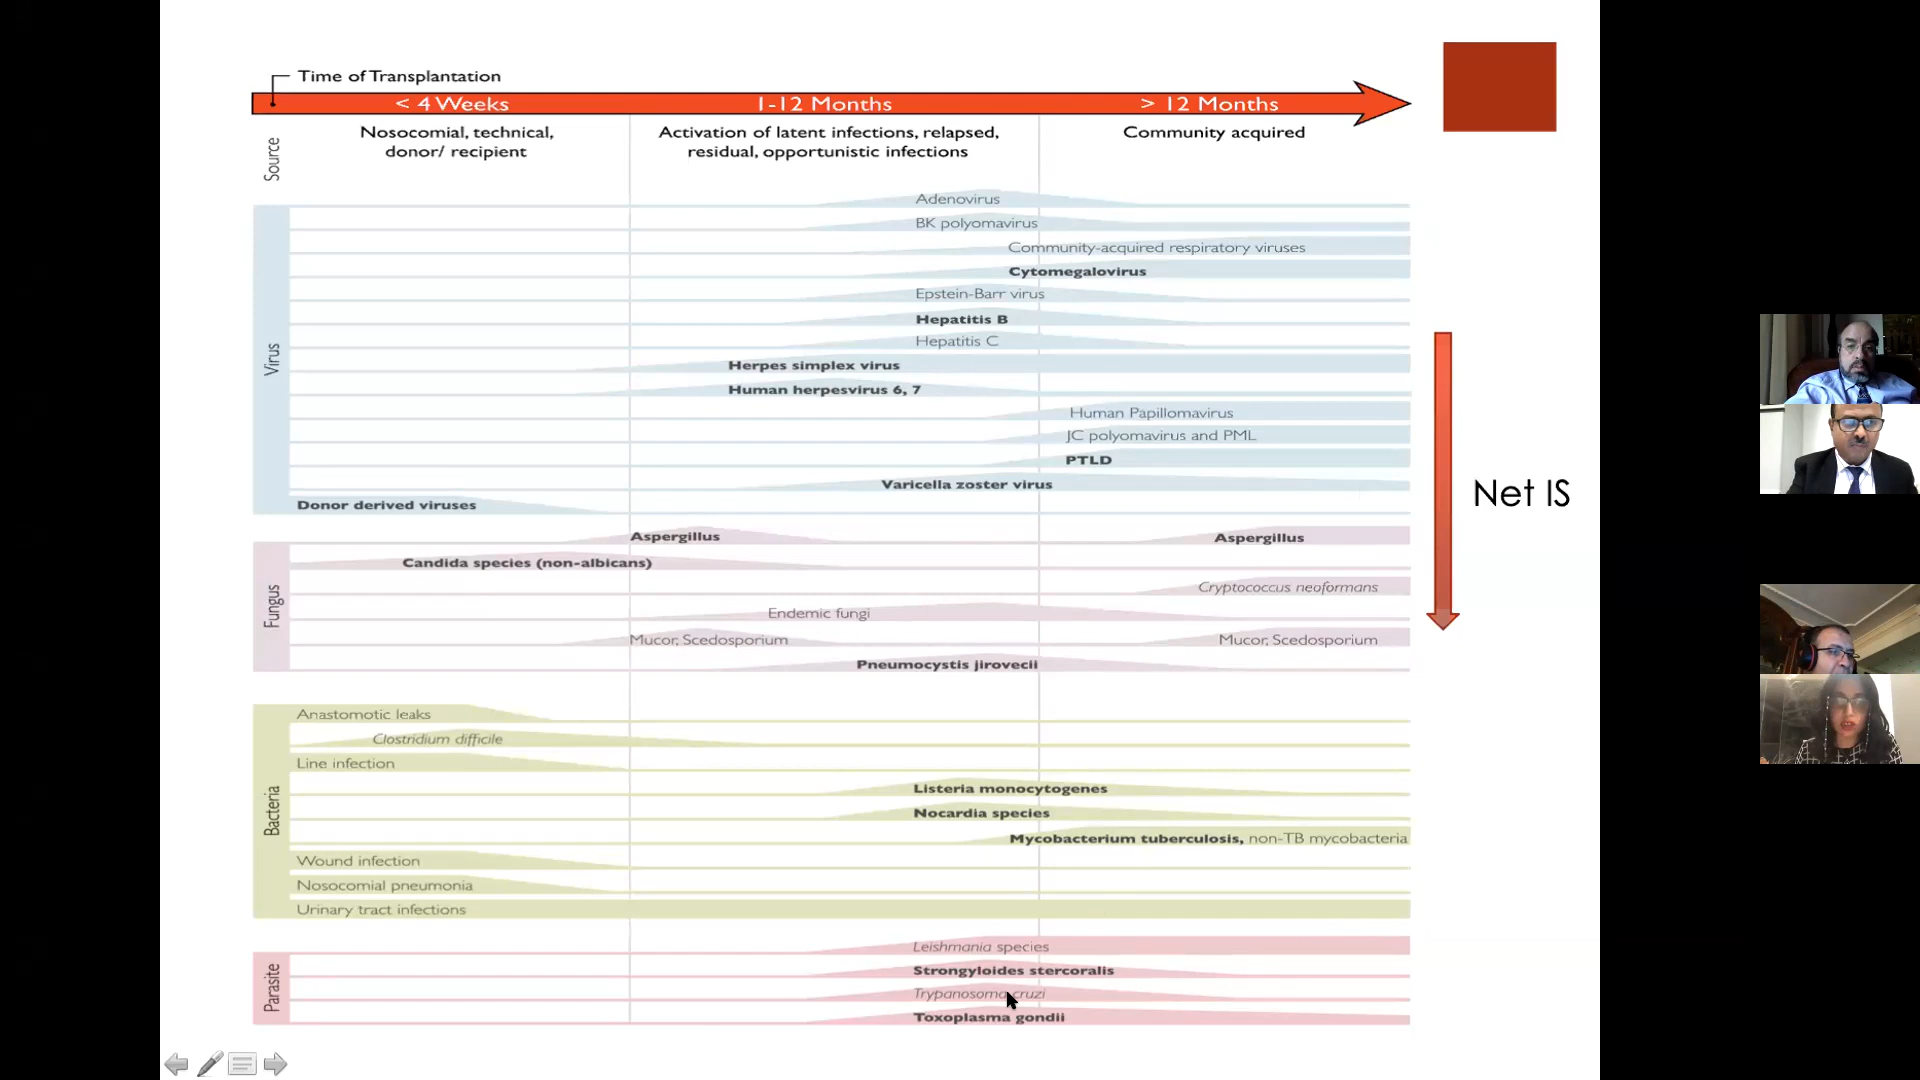 Time of Transplantation
< 4 Weeks
1-12 Months
> 12 Months
Source
Nosocomial, technical,
donor/ recipient
Activation of latent infections, relapsed,
residual, opportunistic infections
Community acquired
Virus
Adenovirus
BK polyomavirus
Community-acquired respiratory viruses
Cytomegalovirus
Epstein-Barr virus
Hepatitis B
Hepatitis C
Herpes simplex virus
Human herpesvirus 6, 7
Human Papillomavirus
JC polyomavirus and PML
PTLD
Varicella zoster virus
Donor derived viruses
Net IS
Fungus
Aspergillus
Aspergillus
Candida species (non-albicans)
Cryptococcus neoformans
Endemic fungi
Mucor, Scedosporium
Mucor, Scedosporium
Pneumocystis jirovecii
Bacteria
Anastomotic leaks
Clostridium difficile
Line infection
Listeria monocytogenes
Nocardia species
Mycobacterium tuberculosis, non-TB mycobacteria
Wound infection
Nosocomial pneumonia
Urinary tract infections
Parasite
Leishmania species
Strongyloides stercoralis
Trypanosoma cruzi
Toxoplasma gondii